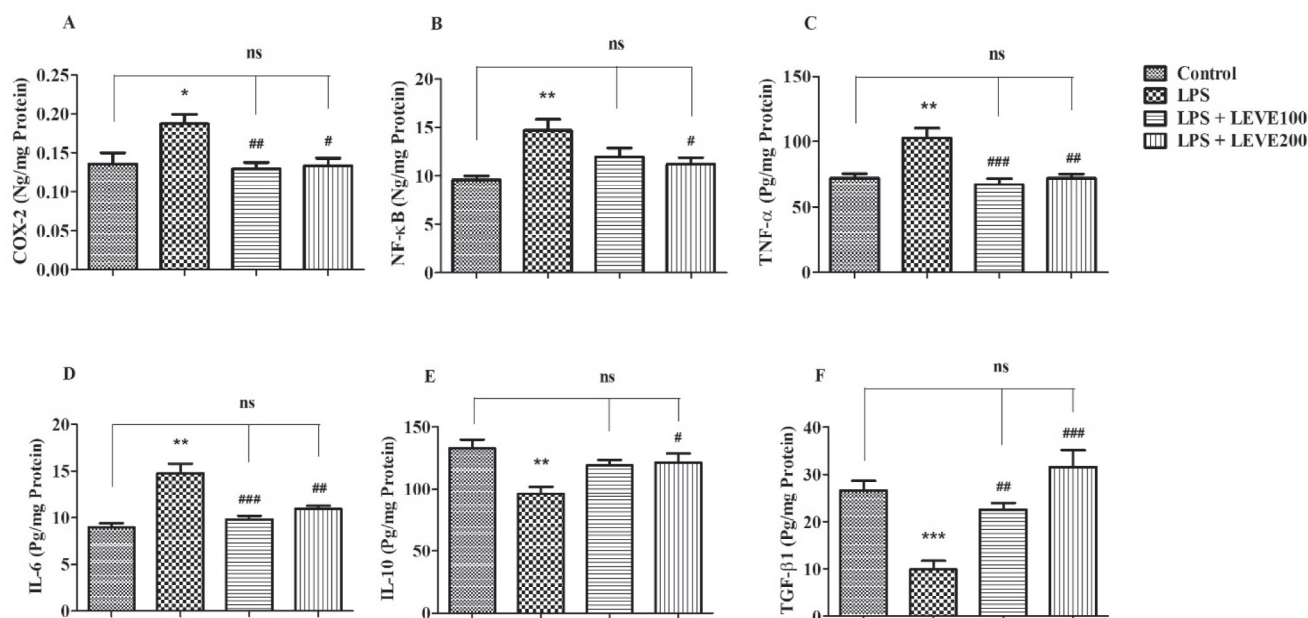 A
ns
COX-2 (Ng/mg Protein)
0.25
0.20
0.15
0.10
0.05
0.00
*
##
#
B
ns
NF-κB (Ng/mg Protein)
20
15
10
5
0
**
#
C
ns
TNF-α (Pg/mg Protein)
150
100
50
0
**
###
##
Control
LPS
LPS + LEVE100
LPS + LEVE200
D
ns
IL-6 (Pg/mg Protein)
20
15
10
5
0
**
###
##
E
ns
IL-10 (Pg/mg Protein)
150
100
50
0
**
#
F
ns
TGF-β1 (Pg/mg Protein)
40
30
20
10
0
***
##
###